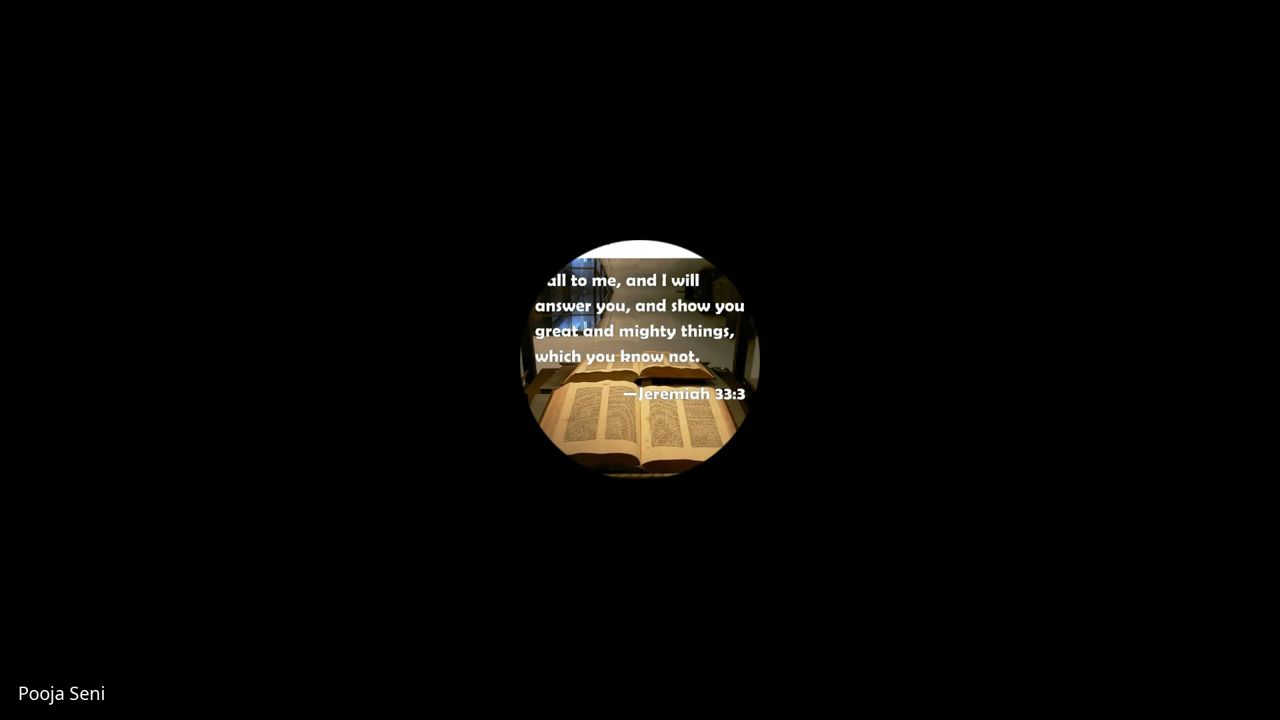 all to me, and I will
answer you, and show you
great and mighty things,
which you know not.
—Jeremiah 33:3
Pooja Seni